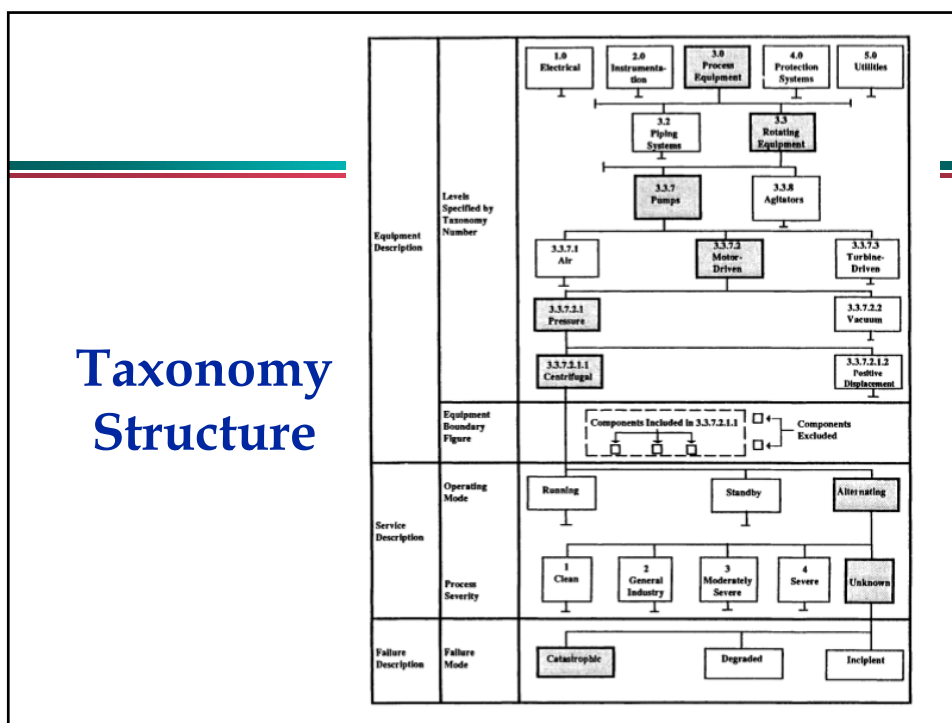 Taxonomy
Structure
Equipment
Description
Levels
Specified by
Taxonomy
Number
1.0
Electrical
2.0
Instrumenta-
tion
3.0
Process
Equipment
4.0
Protection
Systems
5.0
Utilities
3.2
Piping
Systems
3.3
Rotating
Equipment
3.3.7
Pumps
3.3.8
Agitators
3.3.7.1
Air
3.3.7.2
Motor-
Driven
3.3.7.3
Turbine-
Driven
3.3.7.2.1
Pressure
3.3.7.2.2
Vacuum
3.3.7.2.1.1
Centrifugal
3.3.7.2.1.2
Positive
Displacement
Equipment
Boundary
Figure
Components Included in 3.3.7.2.1.1
Components
Excluded
Service
Description
Operating
Mode
Running
Standby
Alternating
Process
Severity
1
Clean
2
General
Industry
3
Moderately
Severe
4
Severe
Unknown
Failure
Description
Failure
Mode
Catastrophic
Degraded
Incipient